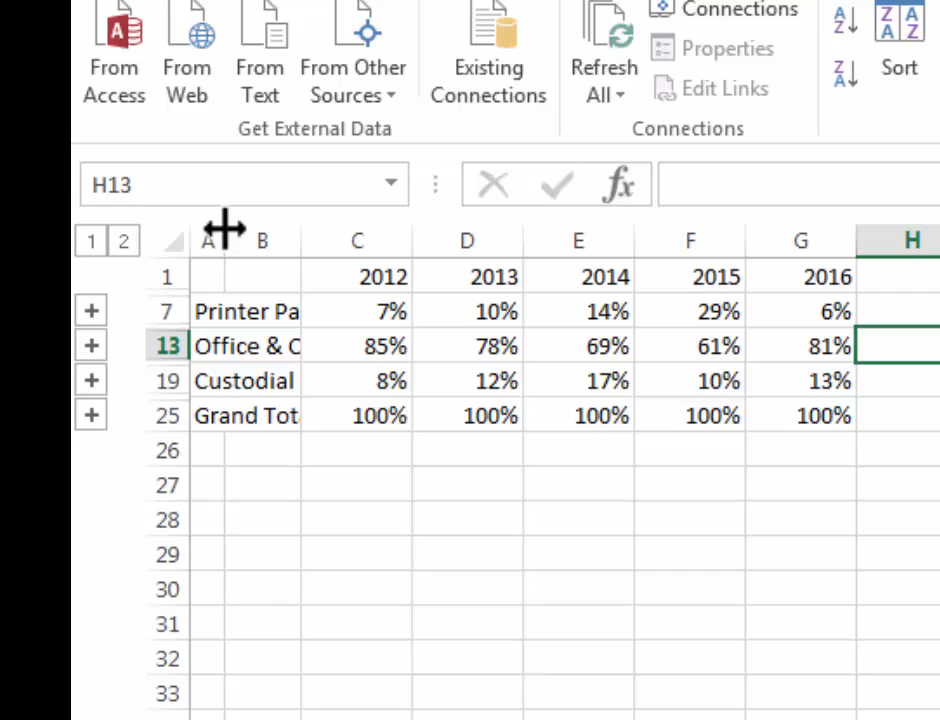 Connections
From Access
From Web
From Text
From Other Sources
Existing Connections
Refresh All
Properties
Edit Links
Sort
Get External Data
Connections
H13
fx
1 2 A B C D E F G H
1 2012 2013 2014 2015 2016
7 Printer Pa 7% 10% 14% 29% 6%
13 Office & C 85% 78% 69% 61% 81%
19 Custodial 8% 12% 17% 10% 13%
25 Grand Tot 100% 100% 100% 100% 100%
26
27
28
29
30
31
32
33